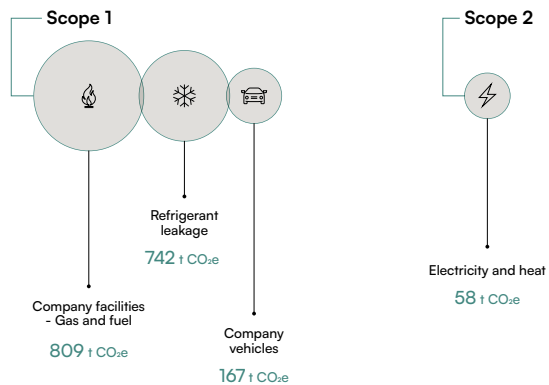 Scope 1
Scope 2
Refrigerant
leakage
742 t CO₂e
Electricity and heat
58 t CO₂e
Company facilities
- Gas and fuel
809 t CO₂e
Company
vehicles
167 t CO₂e